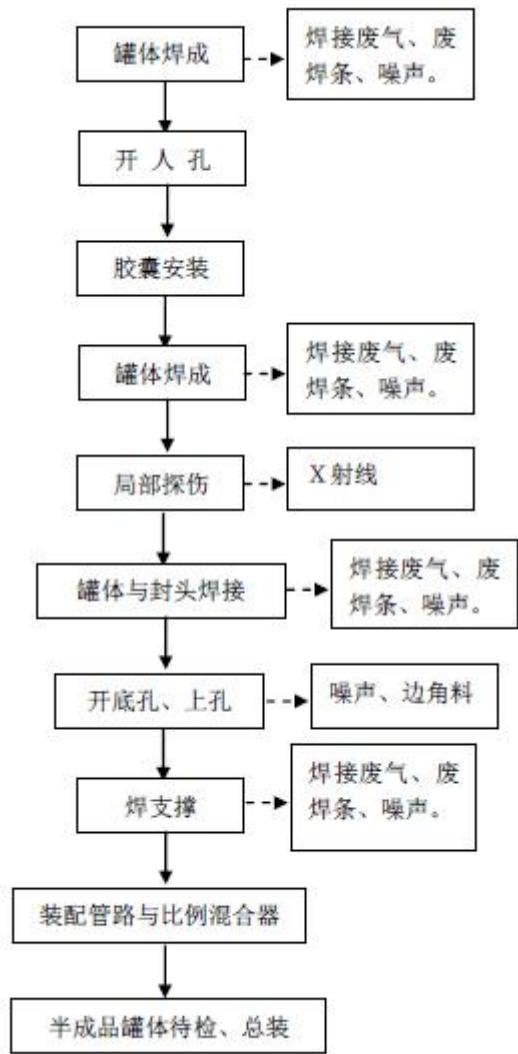 罐体焊成
焊接废气、废
焊条、噪声。
开 人 孔
胶囊安装
罐体焊成
焊接废气、废
焊条、噪声。
局部探伤
X射线
罐体与封头焊接
焊接废气、废
焊条、噪声。
开底孔、上孔
噪声、边角料
焊支撑
焊接废气、废
焊条、噪声。
装配管路与比例混合器
半成品罐体待检、总装